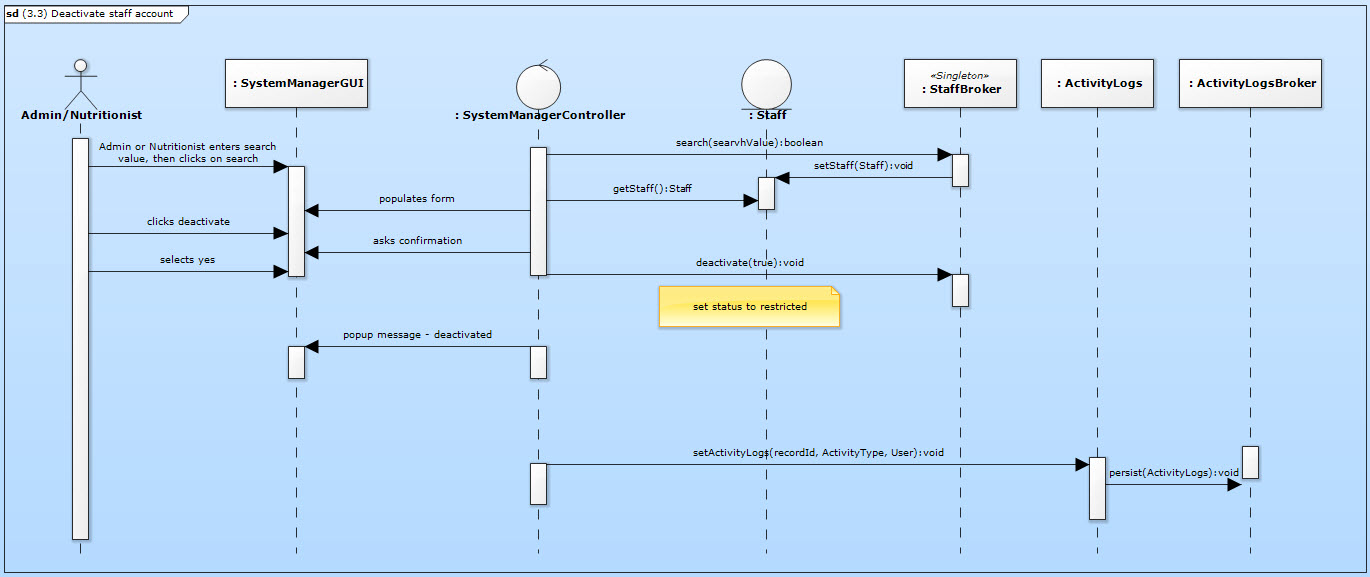 sd (3.3) Deactivate staff account
Admin/Nutritionist
: SystemManagerGUI
: SystemManagerController
: Staff
«Singleton»
: StaffBroker
: ActivityLogs
: ActivityLogsBroker
Admin or Nutritionist enters search
value, then clicks on search
search(searvhValue):boolean
setStaff(Staff):void
getStaff():Staff
populates form
clicks deactivate
asks confirmation
selects yes
deactivate(true):void
set status to restricted
popup message - deactivated
setActivityLogs(recordId, ActivityType, User):void
persist(ActivityLogs):void